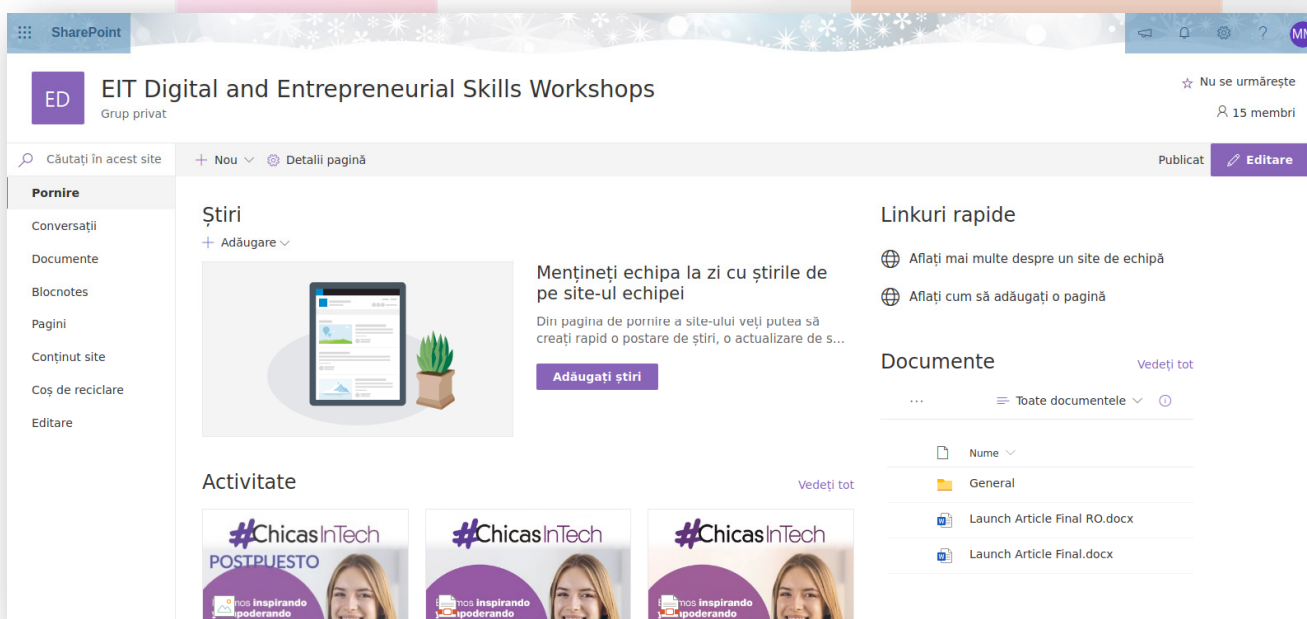 SharePoint
MM
ED
EIT Digital and Entrepreneurial Skills Workshops
Grup privat
Nu se urmărește
15 membri
Căutați în acest site
Nou
Detalii pagină
Publicat
Editare
Pornire
Conversații
Documente
Blocnotes
Pagini
Conținut site
Coș de reciclare
Editare
Știri
Adăugare
Mențineți echipa la zi cu știrile de
pe site-ul echipei
Din pagina de pornire a site-ului veți putea să
creați rapid o postare de știri, o actualizare de s...
Adăugați știri
Activitate
Vedeți tot
#ChicasInTech
POSTPUESTO
inspirando
#ChicasInTech
inspirando
#ChicasInTech
inspirando
Linkuri rapide
Aflați mai multe despre un site de echipă
Aflați cum să adăugați o pagină
Documente
Vedeți tot
Toate documentele
Nume
General
Launch Article Final RO.docx
Launch Article Final.docx